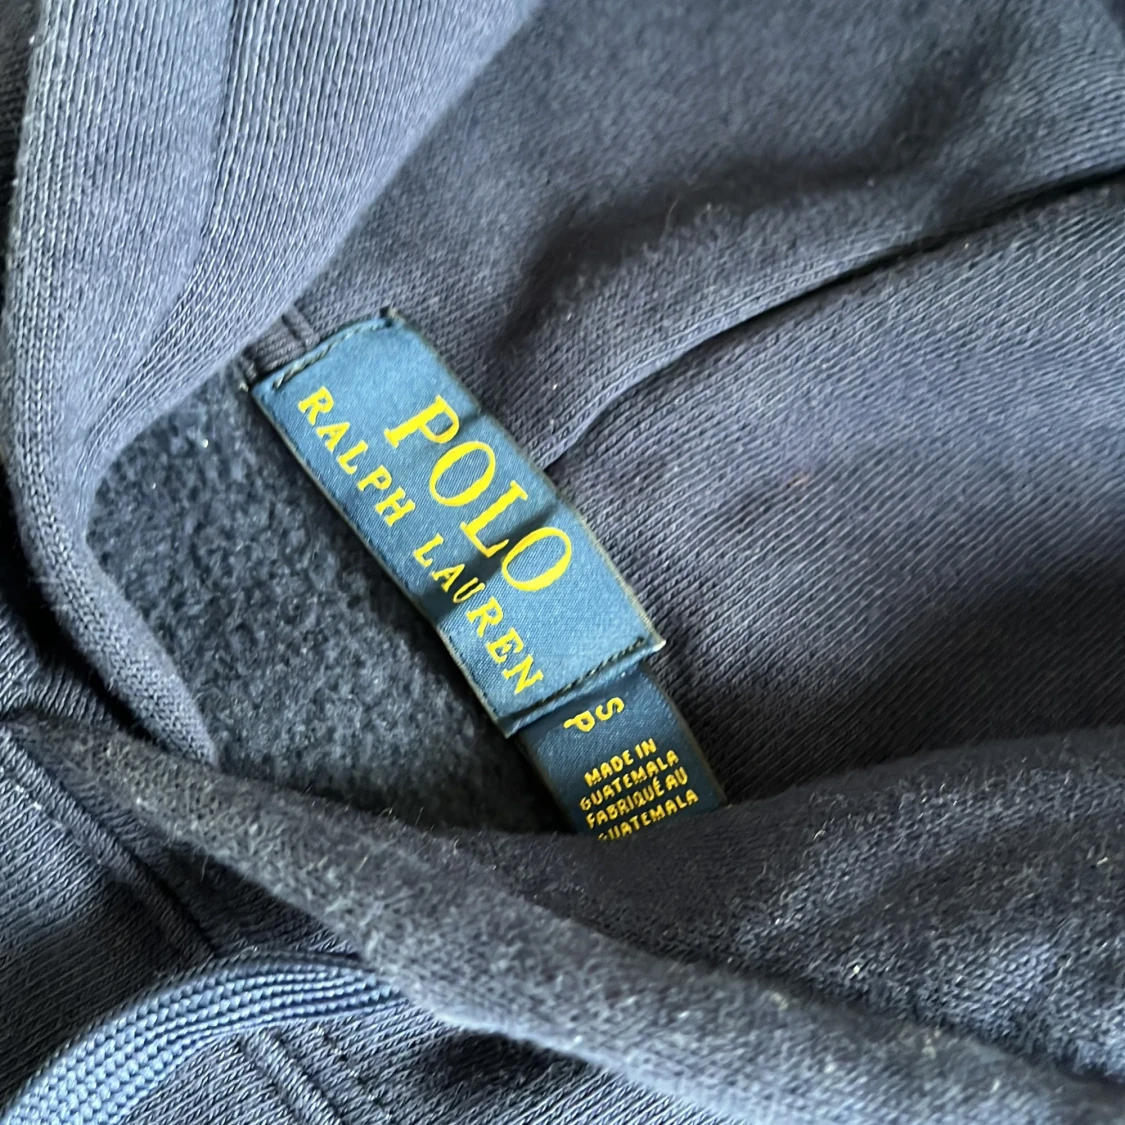 POLO
RALPH LAUREN
S
P
MADE IN
GUATEMALA
FABRIQUÉ AU
GUATEMALA